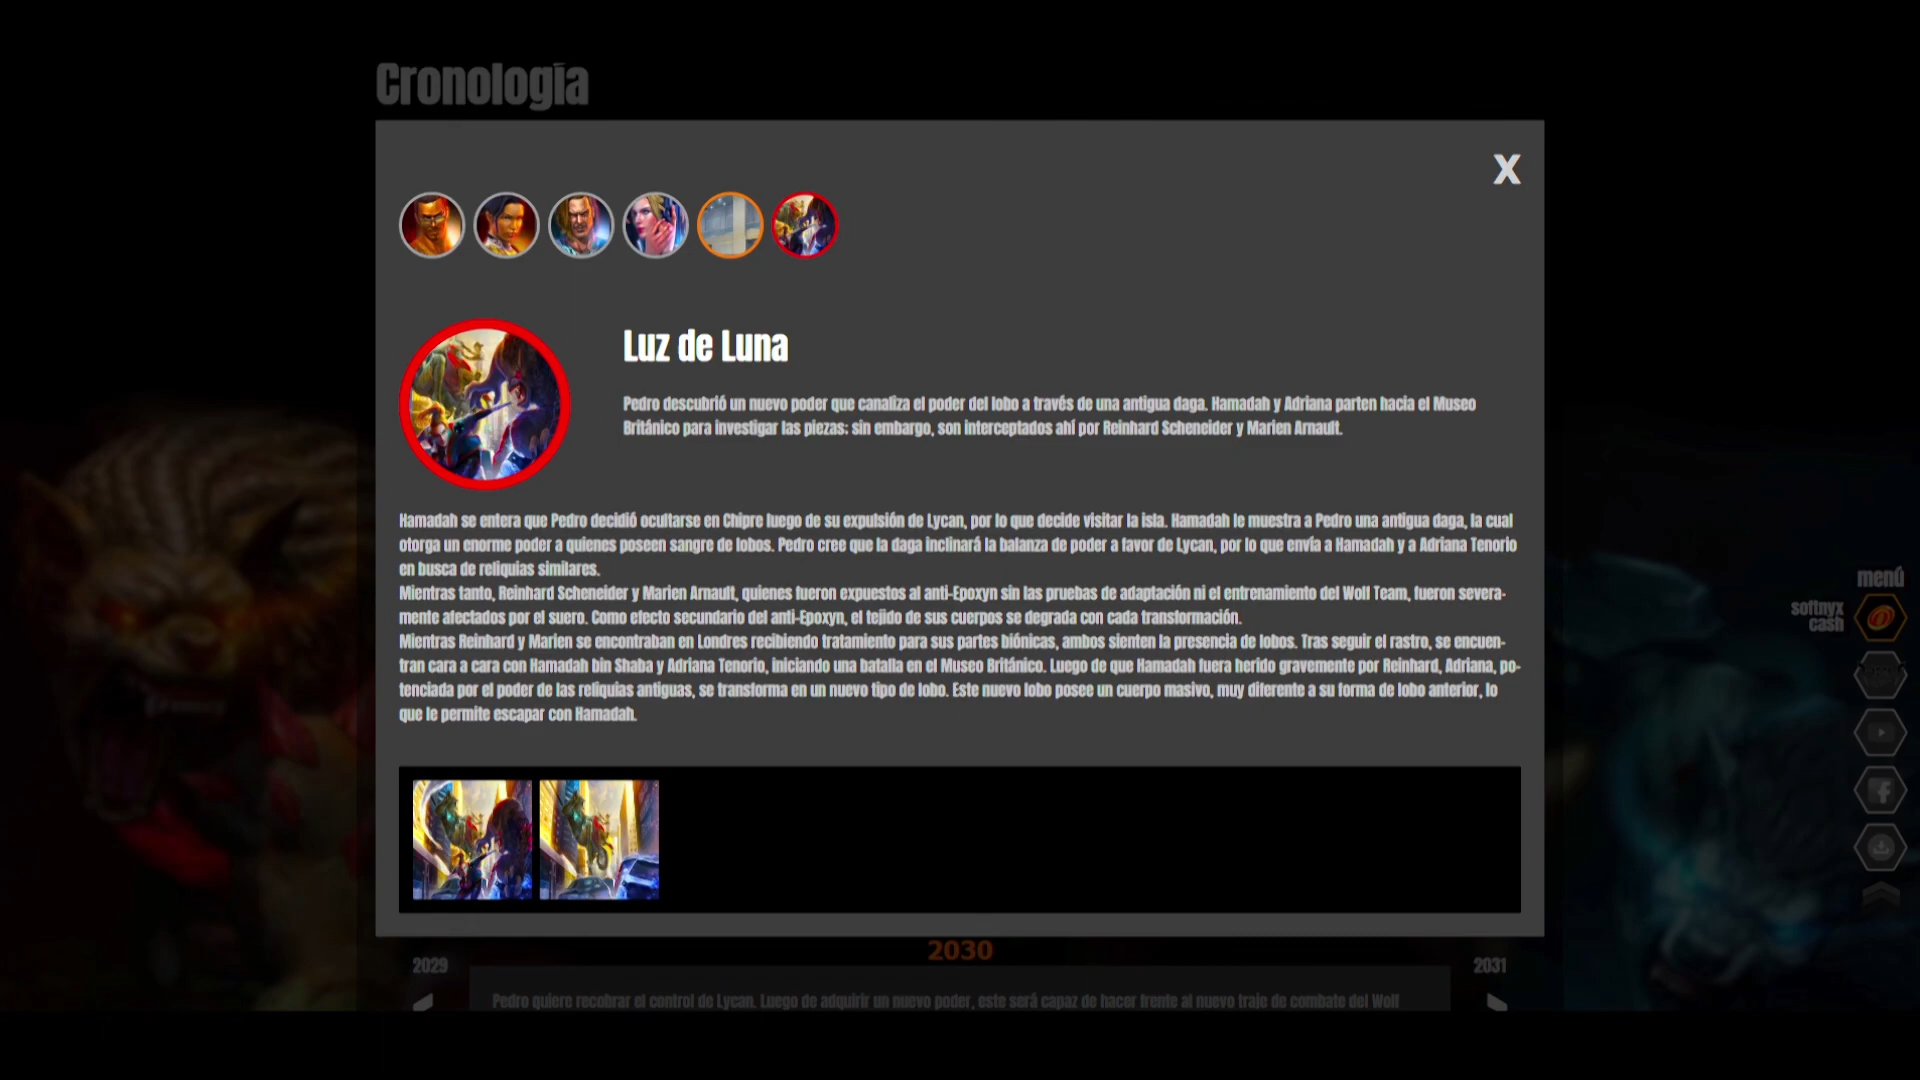 Cronología
X
Luz de Luna
Pedro descubrió un nuevo poder que canaliza el poder del lobo a través de una antigua daga. Hamadah y Adriana parten hacia el Museo
Británico para investigar las piezas; sin embargo, son interceptados ahí por Reinhard Scheneider y Marien Arnault.
Hamadah se entera que Pedro decidió ocultarse en Chipre luego de su expulsión de Lycan, por lo que decide visitar la isla. Hamadah le muestra a Pedro una antigua daga, la cual
otorga un enorme poder a quienes poseen sangre de lobos. Pedro cree que la daga inclinará la balanza de poder a favor de Lycan, por lo que envía a Hamadah y a Adriana Tenorio
en busca de reliquias similares.
Mientras tanto, Reinhard Scheneider y Marien Arnault, quienes fueron expuestos al anti-Epoxyn sin las pruebas de adaptación ni el entrenamiento del Wolf Team, fueron severa-
mente afectados por el suero. Como efecto secundario del anti-Epoxyn, el tejido de sus cuerpos se degrada con cada transformación.
Mientras Reinhard y Marien se encontraban en Londres recibiendo tratamiento para sus partes biónicas, ambos sienten la presencia de lobos. Tras seguir el rastro, se encuen-
tran cara a cara con Hamadah bin Shaba y Adriana Tenorio, iniciando una batalla en el Museo Británico. Luego de que Hamadah fuera herido gravemente por Reinhard, Adriana, po-
tenciada por el poder de las reliquias antiguas, se transforma en un nuevo tipo de lobo. Este nuevo lobo posee un cuerpo masivo, muy diferente a su forma de lobo anterior, lo
que le permite escapar con Hamadah.
menú
softnyx
cash
2029
2030
2031
Pedro quiere recobrar el control de Lycan. Luego de adquirir un nuevo poder, este será capaz de hacer frente al nuevo traje de combate del Wolf